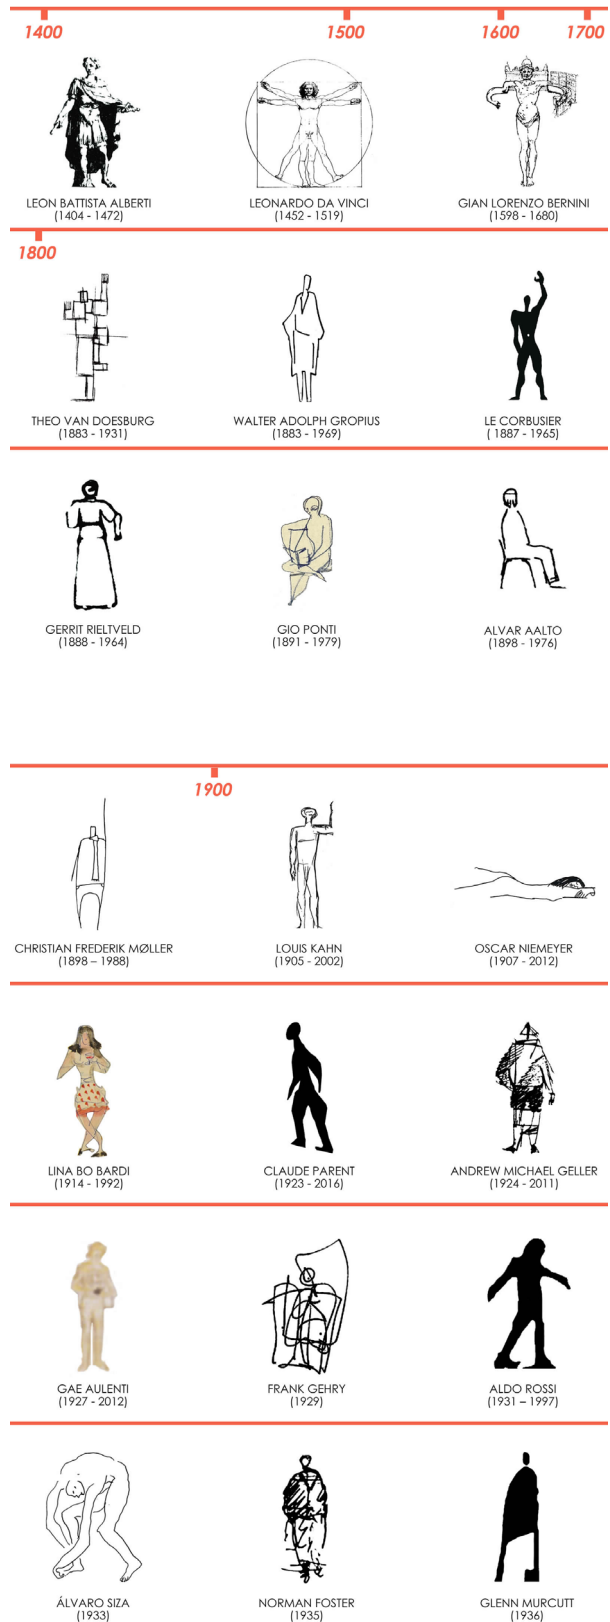 1400 1500 1600 1700
LEON BATTISTA ALBERTI
(1404 - 1472)
LEONARDO DA VINCI
(1452 - 1519)
GIAN LORENZO BERNINI
(1598 - 1680)
1800
THEO VAN DOESBURG
(1883 - 1931)
WALTER ADOLPH GROPIUS
(1883 - 1969)
LE CORBUSIER
( 1887 - 1965)
GERRIT RIELTVELD
(1888 - 1964)
GIO PONTI
(1891 - 1979)
ALVAR AALTO
(1898 - 1976)
1900
CHRISTIAN FREDERIK MØLLER
(1898 – 1988)
LOUIS KAHN
(1905 - 2002)
OSCAR NIEMEYER
(1907 - 2012)
LINA BO BARDI
(1914 - 1992)
CLAUDE PARENT
(1923 - 2016)
ANDREW MICHAEL GELLER
(1924 - 2011)
GAE AULENTI
(1927 - 2012)
FRANK GEHRY
(1929)
ALDO ROSSI
(1931 – 1997)
ÁLVARO SIZA
(1933)
NORMAN FOSTER
(1935)
GLENN MURCUTT
(1936)